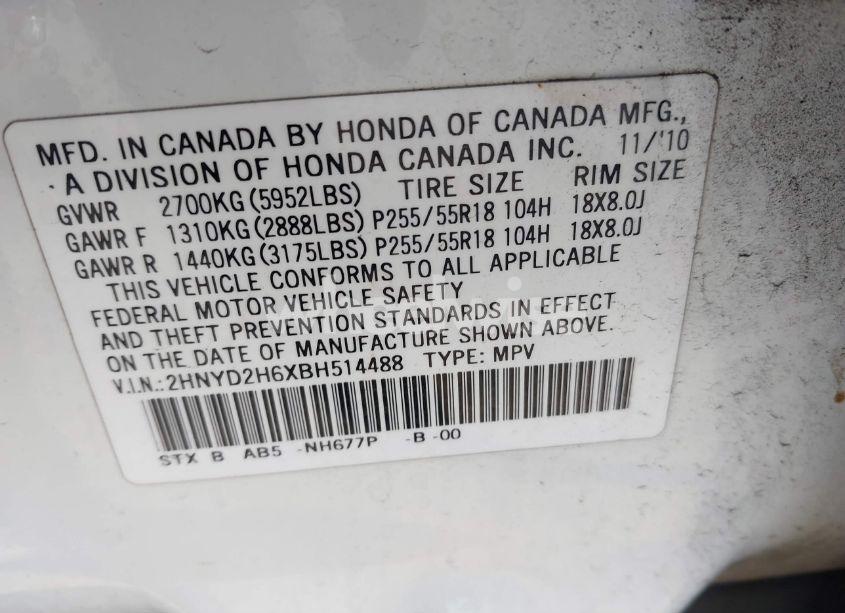 MFD. IN CANADA BY HONDA OF CANADA MFG.,
A DIVISION OF HONDA CANADA INC. 11/'10
GVWR 2700KG (5952LBS) TIRE SIZE RIM SIZE
GAWR F 1310KG (2888LBS) P255/55R18 104H 18X8.0J
GAWR R 1440KG (3175LBS) P255/55R18 104H 18X8.0J
THIS VEHICLE CONFORMS TO ALL APPLICABLE
FEDERAL MOTOR VEHICLE SAFETY
AND THEFT PREVENTION STANDARDS IN EFFECT
ON THE DATE OF MANUFACTURE SHOWN ABOVE.
V.I.N.: 2HNYD2H6XBH514488 TYPE: MPV
STX B AB5 -NH677P -B -00